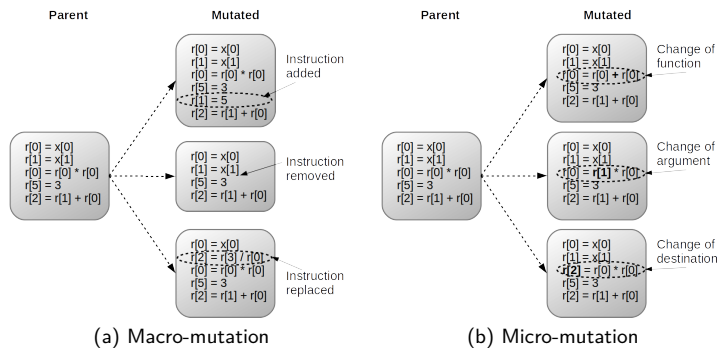 Parent
Mutated
r[0] = x[0]
r[1] = x[1]
r[0] = r[0] * r[0]
r[5] = 3
r[2] = r[1] + r[0]
r[0] = x[0]
r[1] = x[1]
r[0] = r[0] * r[0]
r[5] = 3
r[1] = 5
r[2] = r[1] + r[0]
Instruction
added
r[0] = x[0]
r[1] = x[1]
r[5] = 3
r[2] = r[1] + r[0]
Instruction
removed
r[0] = x[0]
r[2] = r[3] / r[0]
r[0] = r[0] * r[0]
r[5] = 3
r[2] = r[1] + r[0]
Instruction
replaced
(a) Macro-mutation
Parent
Mutated
r[0] = x[0]
r[1] = x[1]
r[0] = r[0] * r[0]
r[5] = 3
r[2] = r[1] + r[0]
r[0] = x[0]
r[1] = x[1]
r[0] = r[0] + r[0]
r[5] = 3
r[2] = r[1] + r[0]
Change of
function
r[0] = x[0]
r[1] = x[1]
r[0] = r[1] * r[0]
r[5] = 3
r[2] = r[1] + r[0]
Change of
argument
r[0] = x[0]
r[1] = x[1]
r[2] = r[0] * r[0]
r[5] = 3
r[2] = r[1] + r[0]
Change of
destination
(b) Micro-mutation